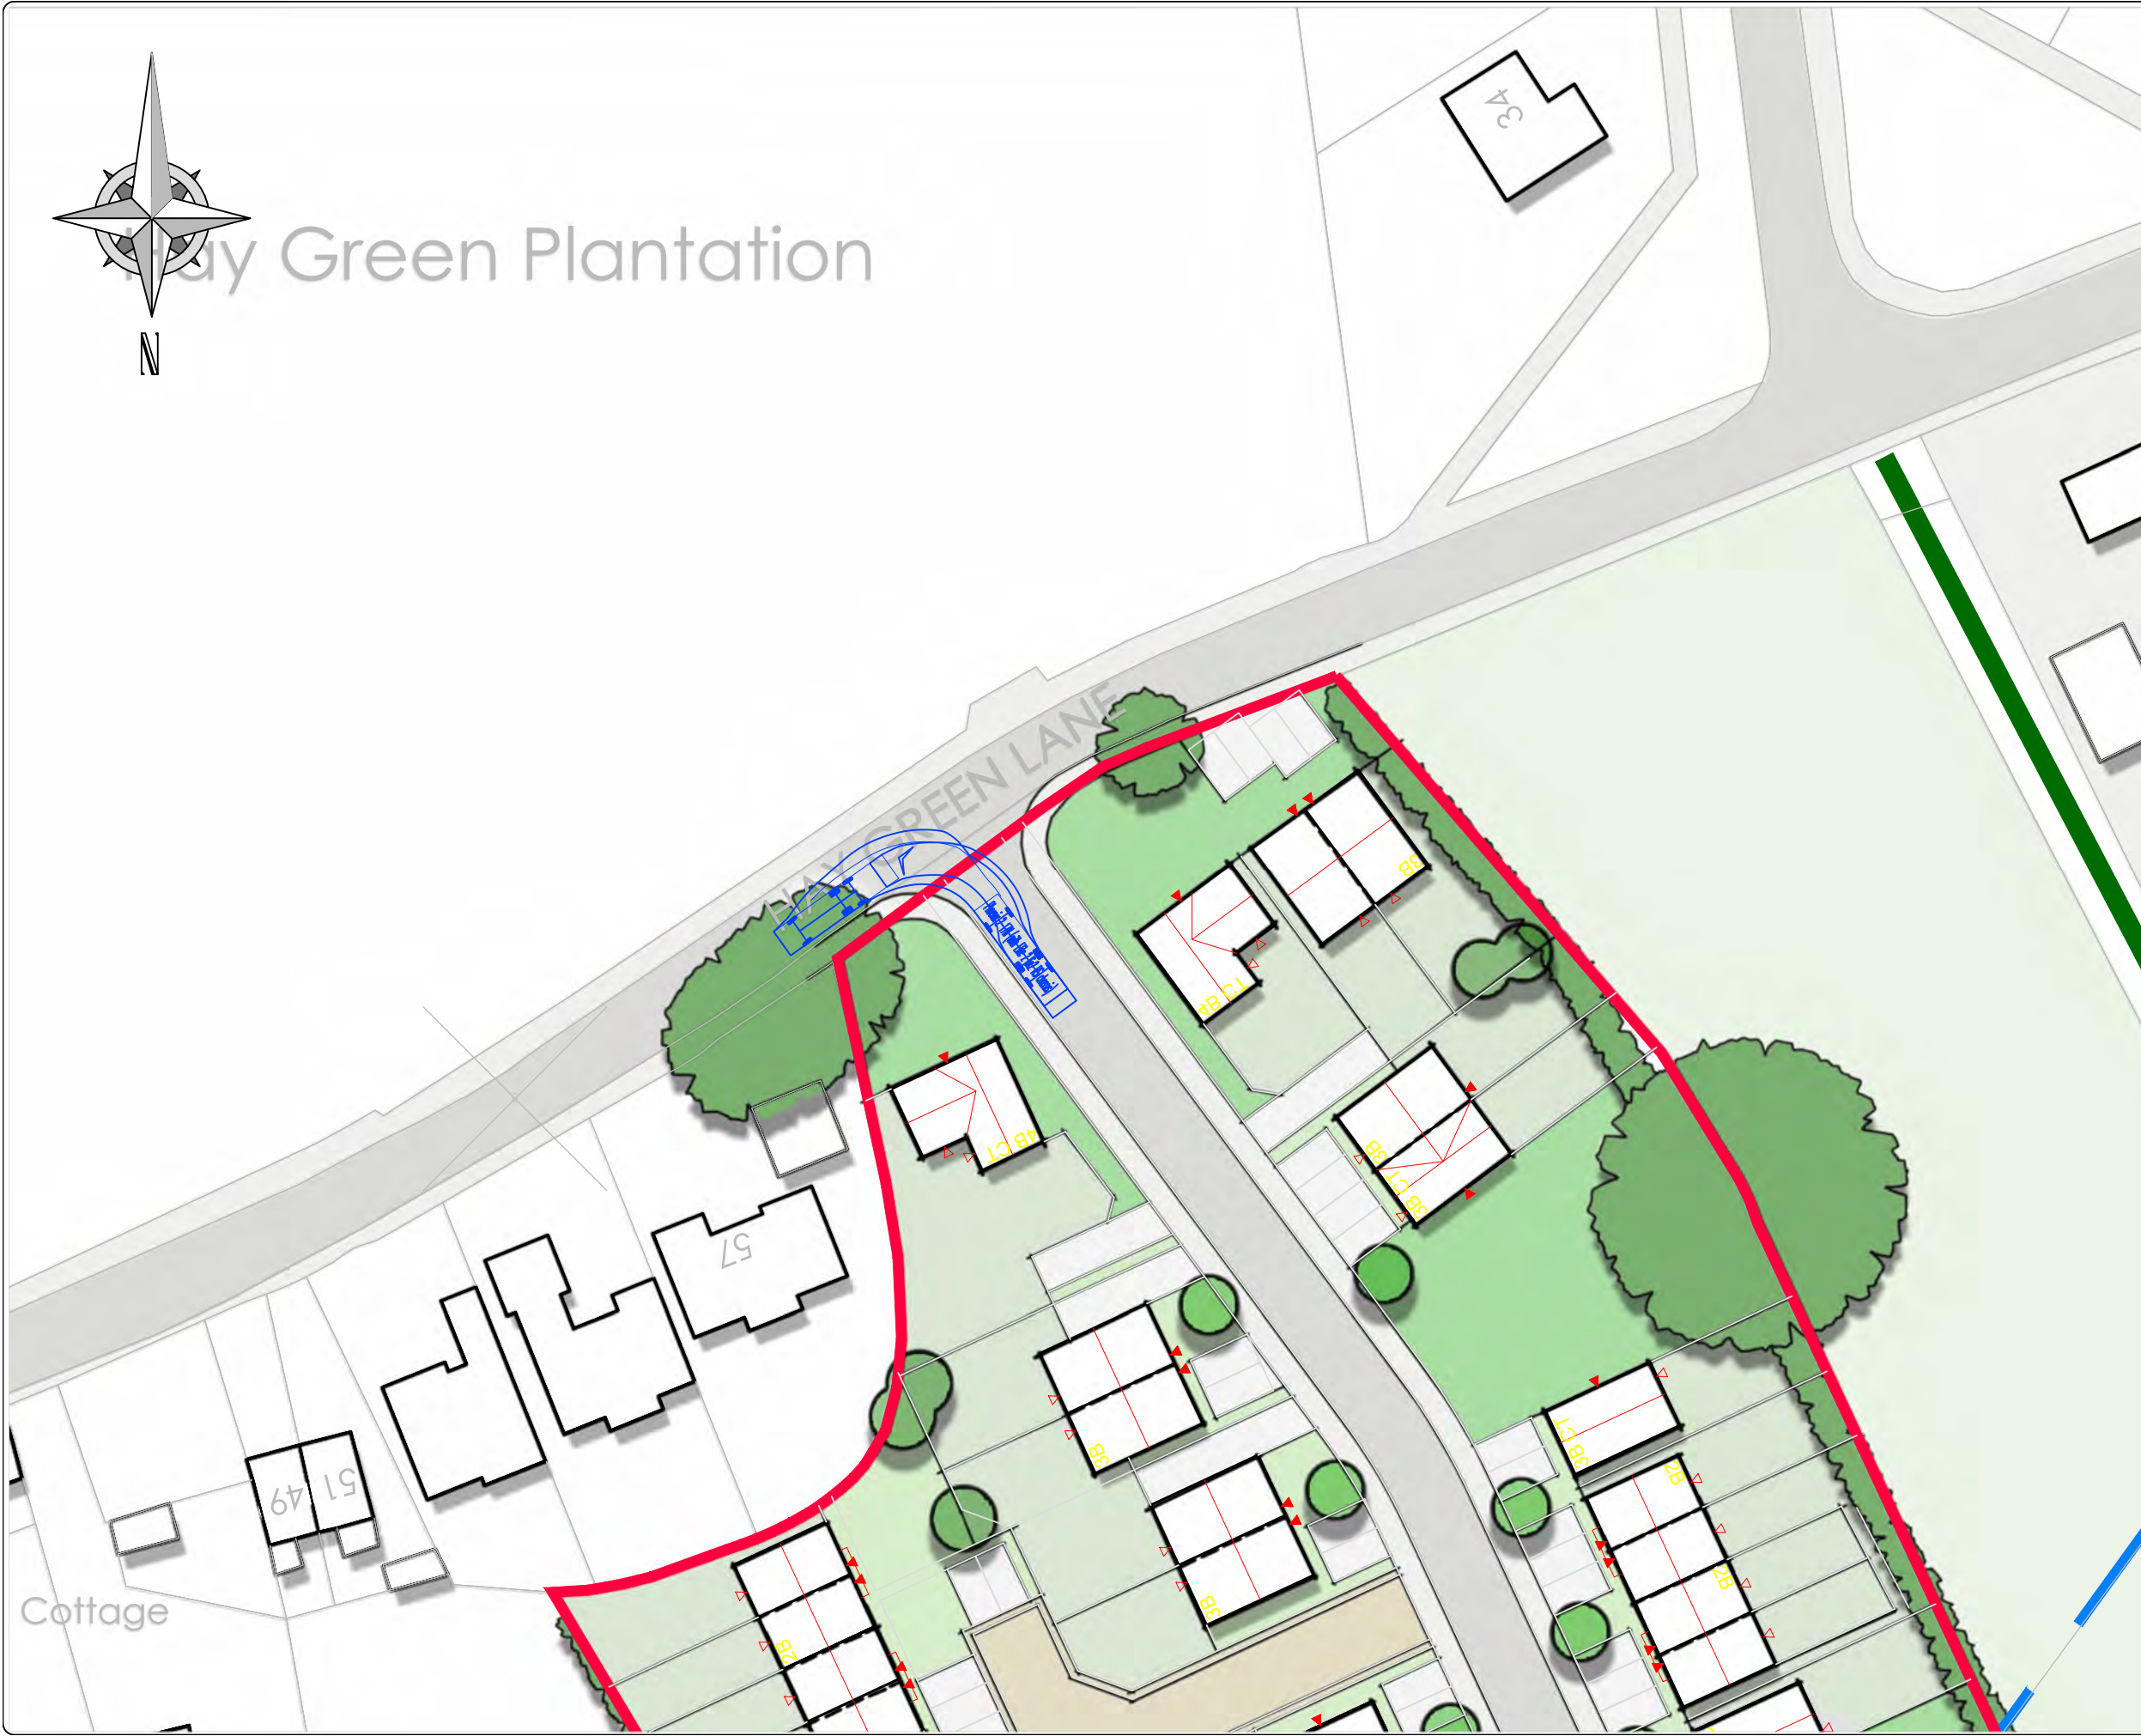 Hay Green Plantation
N
34
HAY GREEN LANE
3B
4B CT
4B CT
3B
3B CT
57
3B
3B CT
2B
49
51
3B
2B
2B
Cottage